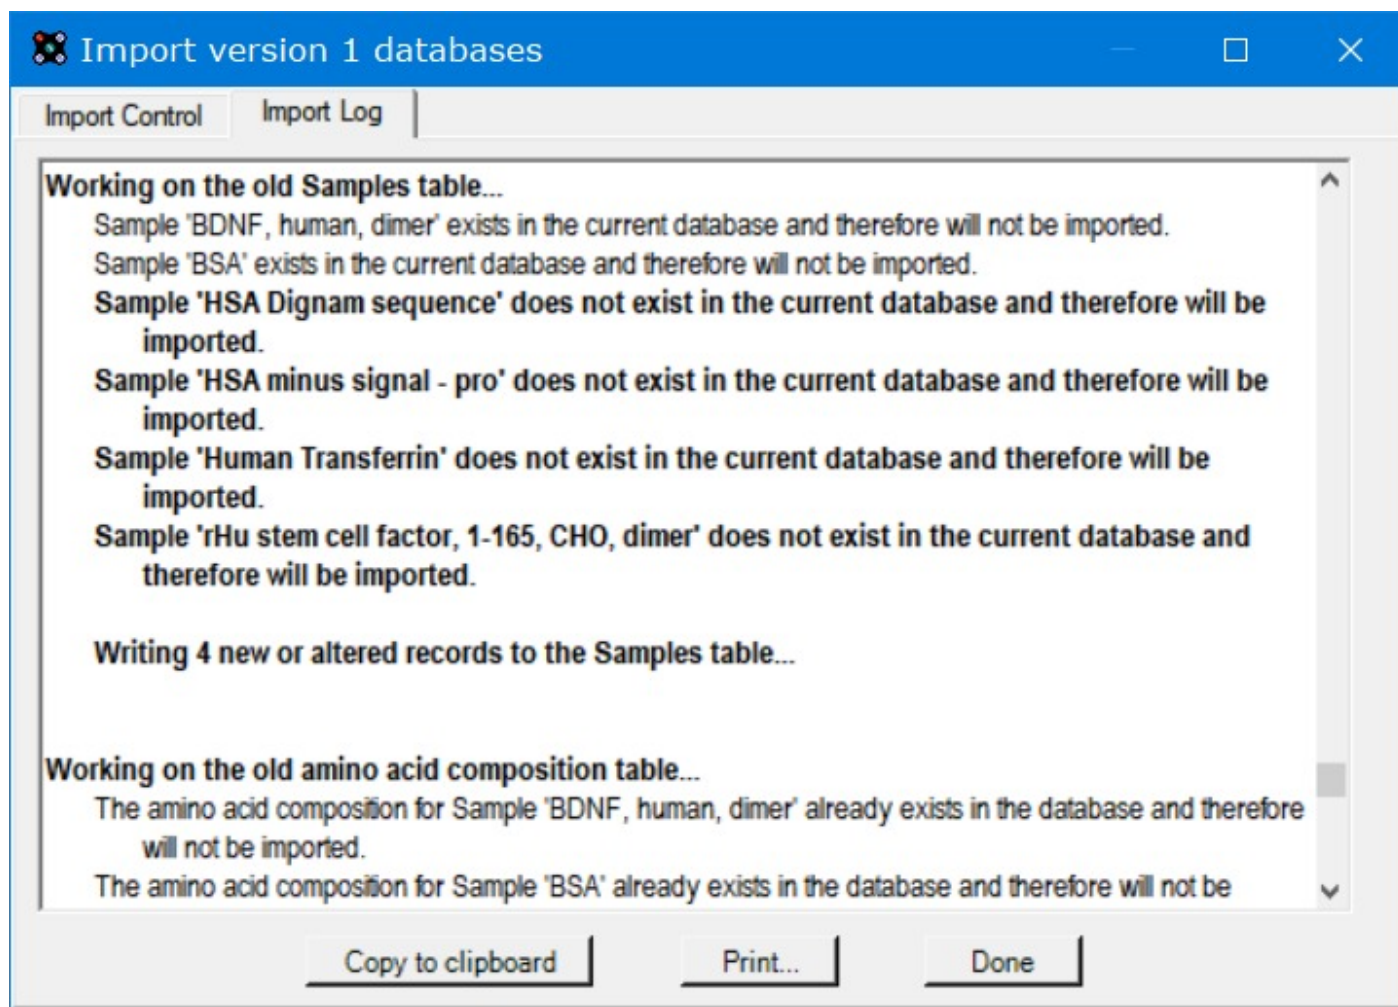 Import version 1 databases
Import Control
Import Log
Working on the old Samples table...
Sample 'BDNF, human, dimer' exists in the current database and therefore will not be imported.
Sample 'BSA' exists in the current database and therefore will not be imported.
Sample 'HSA Dignam sequence' does not exist in the current database and therefore will be
imported.
Sample 'HSA minus signal - pro' does not exist in the current database and therefore will be
imported.
Sample 'Human Transferrin' does not exist in the current database and therefore will be
imported.
Sample 'rHu stem cell factor, 1-165, CHO, dimer' does not exist in the current database and
therefore will be imported.
Writing 4 new or altered records to the Samples table...
Working on the old amino acid composition table...
The amino acid composition for Sample 'BDNF, human, dimer' already exists in the database and therefore
will not be imported.
The amino acid composition for Sample 'BSA' already exists in the database and therefore will not be
Copy to clipboard
Print...
Done